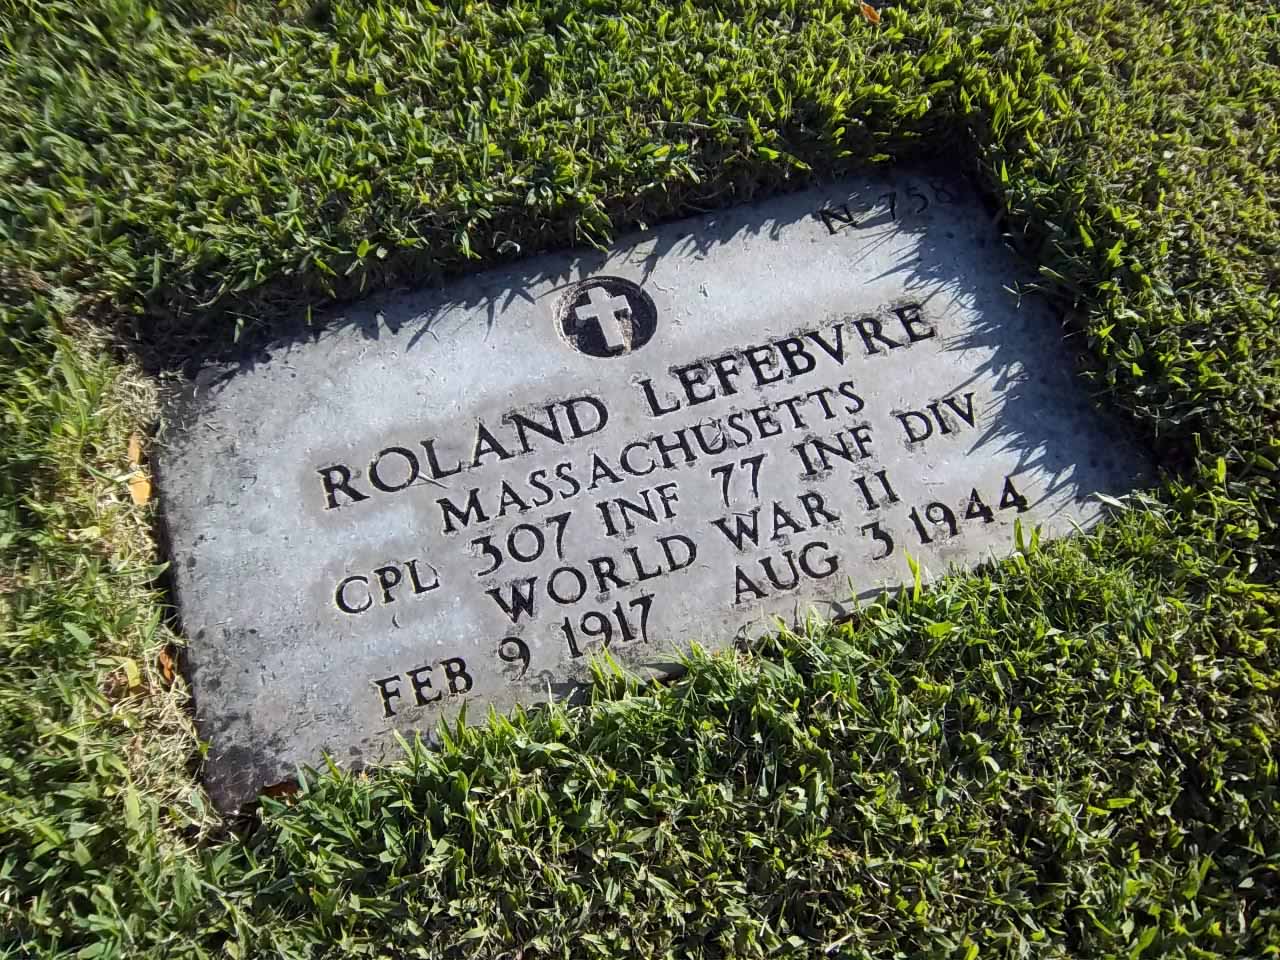 N 758
ROLAND LEFEBVRE
MASSACHUSETTS
CPL 307 INF 77 INF DIV
WORLD WAR II
FEB 9 1917 AUG 3 1944